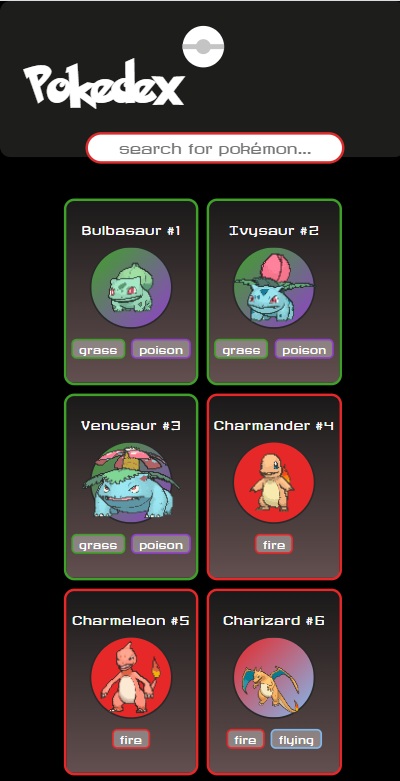 Pokedex
search for pokémon...
Bulbasaur #1
grass poison
Ivysaur #2
grass poison
Venusaur #3
grass poison
Charmander #4
fire
Charmeleon #5
fire
Charizard #6
fire flying